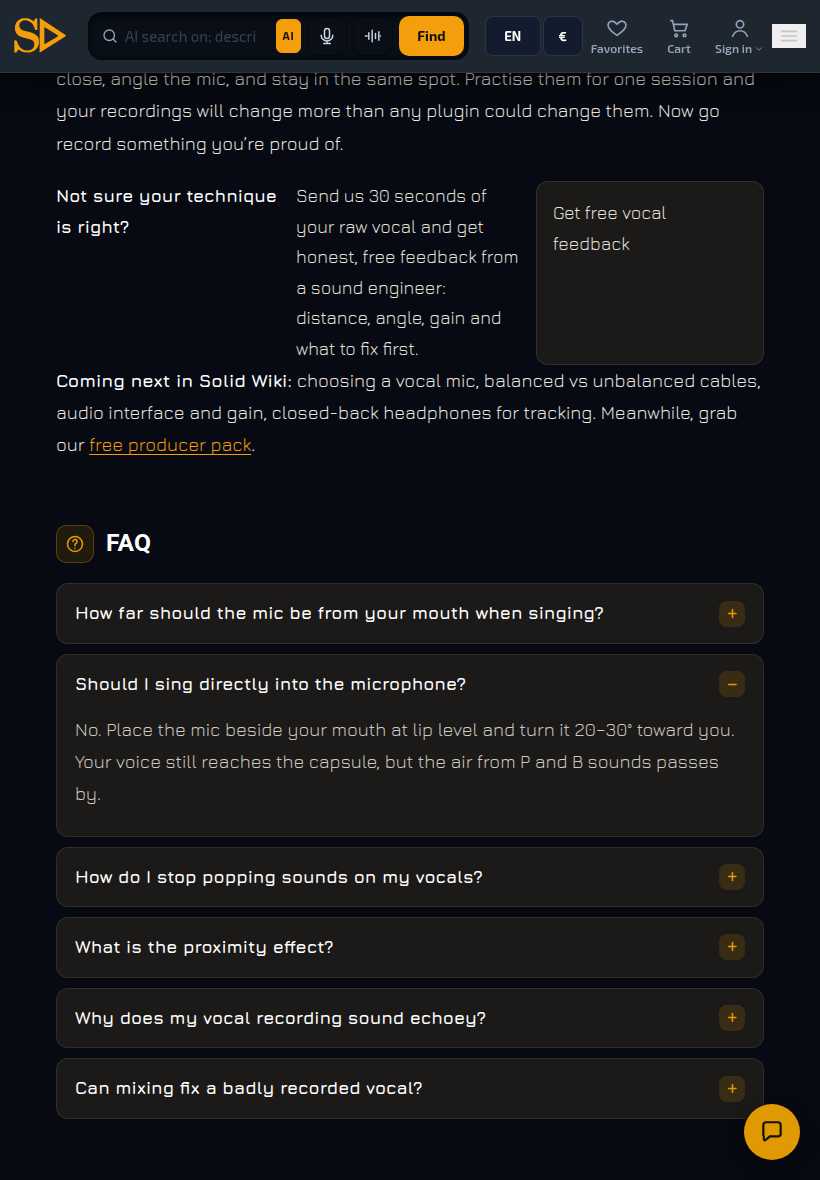 SD
AI search on: descri
AI
Find
EN
€
Favorites
Cart
Sign in
close, angle the mic, and stay in the same spot. Practise them for one session and
your recordings will change more than any plugin could change them. Now go
record something you're proud of.
Not sure your technique
is right?
Send us 30 seconds of
your raw vocal and get
honest, free feedback from
a sound engineer:
distance, angle, gain and
what to fix first.
Get free vocal
feedback
Coming next in Solid Wiki: choosing a vocal mic, balanced vs unbalanced cables,
audio interface and gain, closed-back headphones for tracking. Meanwhile, grab
our free producer pack.
FAQ
How far should the mic be from your mouth when singing?
Should I sing directly into the microphone?
No. Place the mic beside your mouth at lip level and turn it 20–30° toward you.
Your voice still reaches the capsule, but the air from P and B sounds passes
by.
How do I stop popping sounds on my vocals?
What is the proximity effect?
Why does my vocal recording sound echoey?
Can mixing fix a badly recorded vocal?